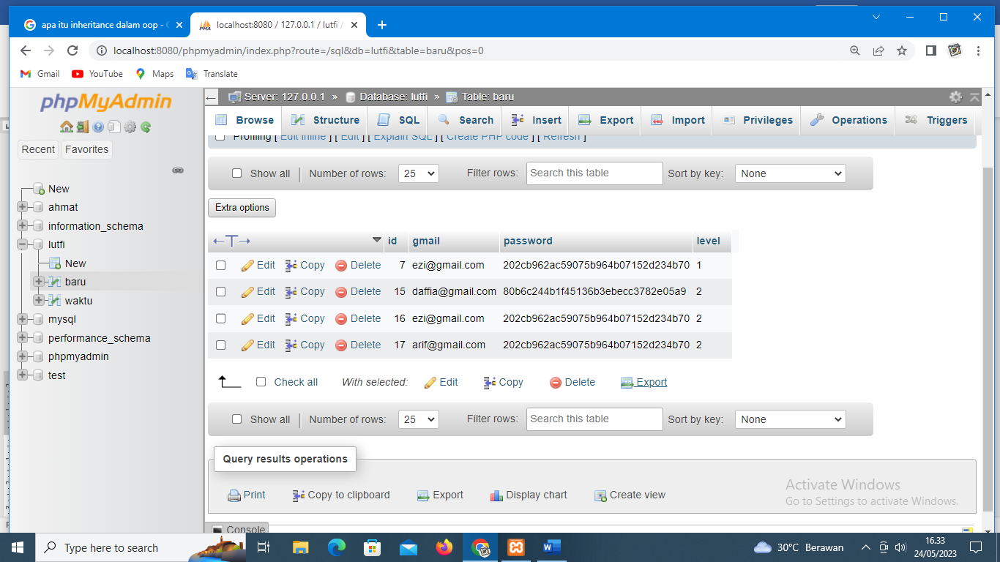 apa itu inheritance dalam oop -
localhost:8080 / 127.0.0.1 / lutfi /
localhost:8080/phpmyadmin/index.php?route=/sql&db=lutfi&table=baru&pos=0
Gmail YouTube Maps Translate
phpMyAdmin
Recent Favorites
New
ahmat
information_schema
lutfi
New
baru
waktu
mysql
performance_schema
phpmyadmin
test
Server: 127.0.0.1 » Database: lutfi » Table: baru
Browse Structure SQL Search Insert Export Import Privileges Operations Triggers
Profiling [ Edit inline ] [ Edit ] [ Explain SQL ] [ Create PHP code ] [ Refresh ]
Show all Number of rows: 25 Filter rows: Search this table Sort by key: None
Extra options
←T→ id gmail password level
Edit Copy Delete 7 ezi@gmail.com 202cb962ac59075b964b07152d234b70 1
Edit Copy Delete 15 daffia@gmail.com 80b6c244b1f45136b3ebecc3782e05a9 2
Edit Copy Delete 16 ezi@gmail.com 202cb962ac59075b964b07152d234b70 2
Edit Copy Delete 17 arif@gmail.com 202cb962ac59075b964b07152d234b70 2
Check all With selected: Edit Copy Delete Export
Show all Number of rows: 25 Filter rows: Search this table Sort by key: None
Query results operations
Print Copy to clipboard Export Display chart Create view
Activate Windows
Go to Settings to activate Windows.
Console
Type here to search
30°C Berawan
16.33
24/05/2023